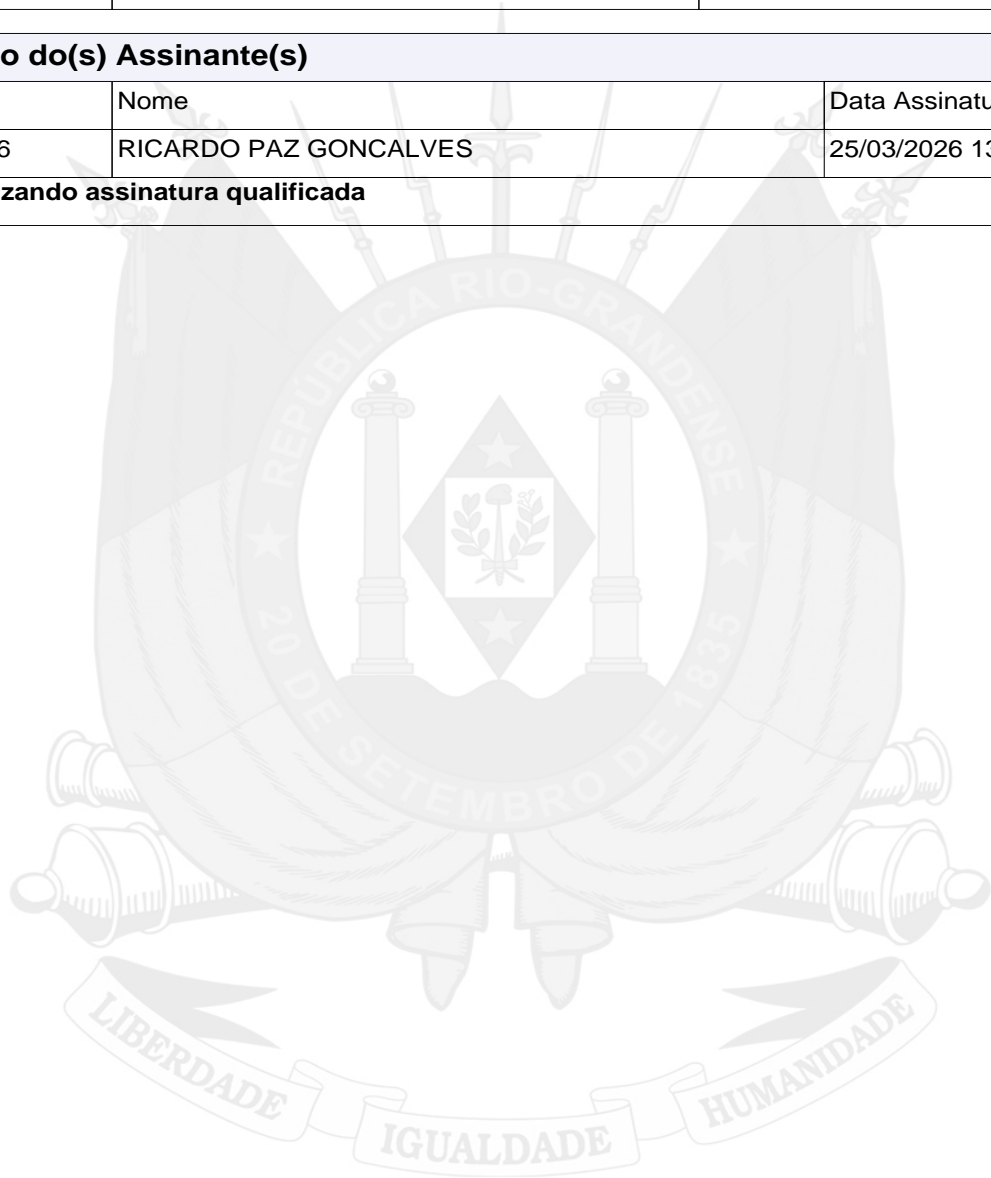 o do(s) Assinante(s)
Nome Data Assinatu
6 RICARDO PAZ GONCALVES 25/03/2026 13
zando assinatura qualificada
REPÚBLICA RIO-GRANDENSE
20 DE SETEMBRO DE 1835
LIBERDADE IGUALDADE HUMANIDADE